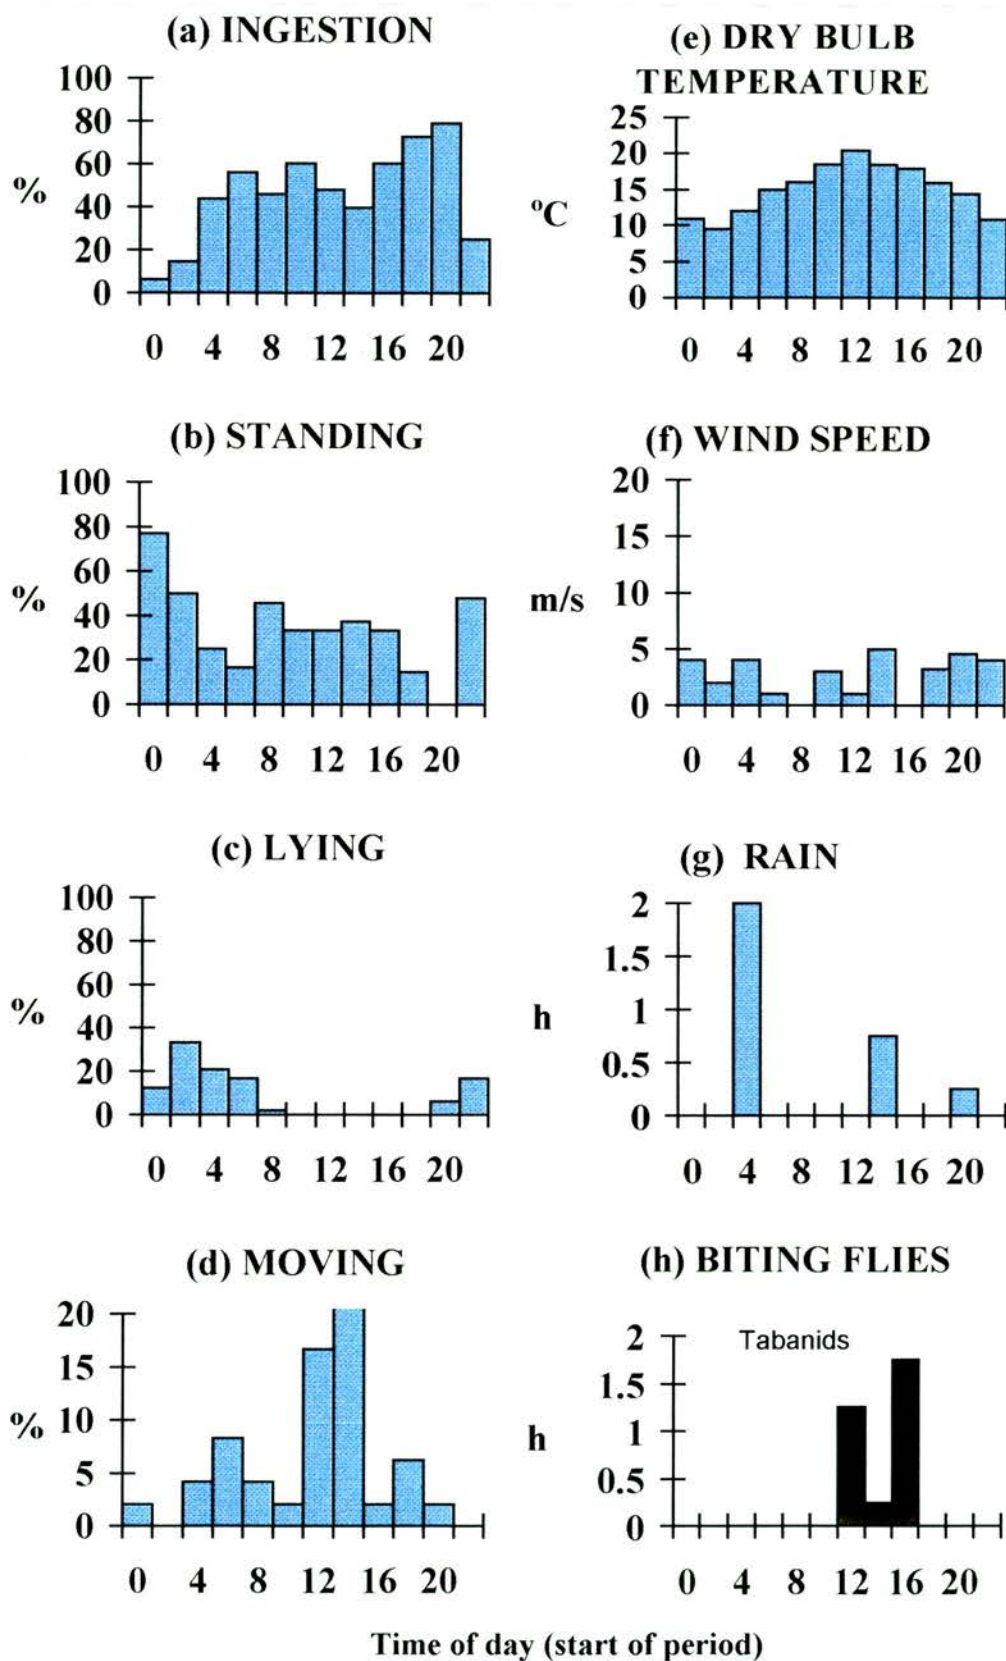 (a) INGESTION
100
80
60
40
20
0
%
0 4 8 12 16 20
(b) STANDING
100
80
60
40
20
0
%
0 4 8 12 16 20
(c) LYING
100
80
60
40
20
0
%
0 4 8 12 16 20
(d) MOVING
20
15
10
5
0
%
0 4 8 12 16 20
(e) DRY BULB
TEMPERATURE
25
20
15
10
5
0
ºC
0 4 8 12 16 20
(f) WIND SPEED
20
15
10
5
0
m/s
0 4 8 12 16 20
(g) RAIN
2
1.5
1
0.5
0
h
0 4 8 12 16 20
(h) BITING FLIES
Tabanids
2
1.5
1
0.5
0
h
0 4 8 12 16 20
Time of day (start of period)